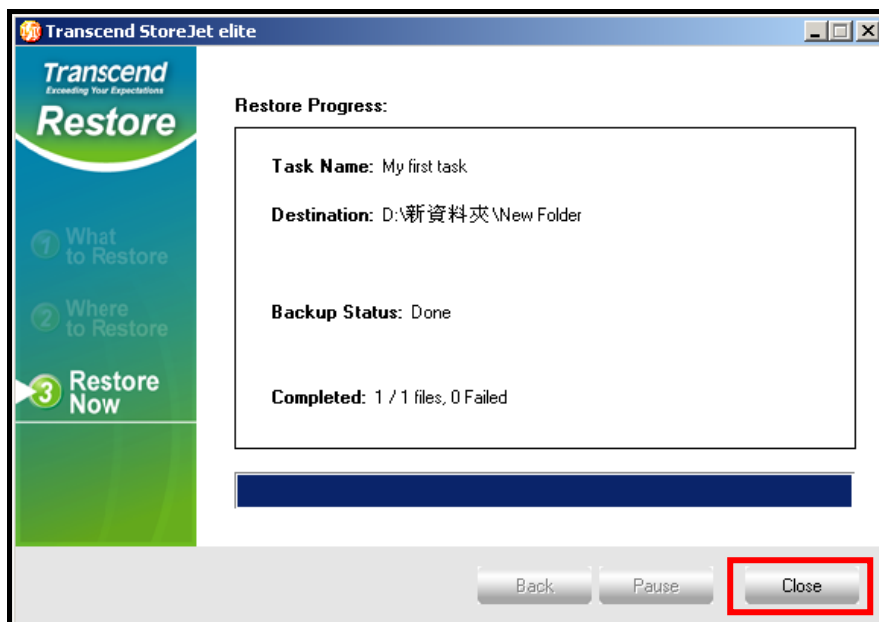 Transcend StoreJet elite
Transcend
Exceeding Your Expectations
Restore
1 What
to Restore
2 Where
to Restore
3 Restore
Now
Restore Progress:
Task Name: My first task
Destination: D:\新資料夾\New Folder
Backup Status: Done
Completed: 1 / 1 files, 0 Failed
Back
Pause
Close